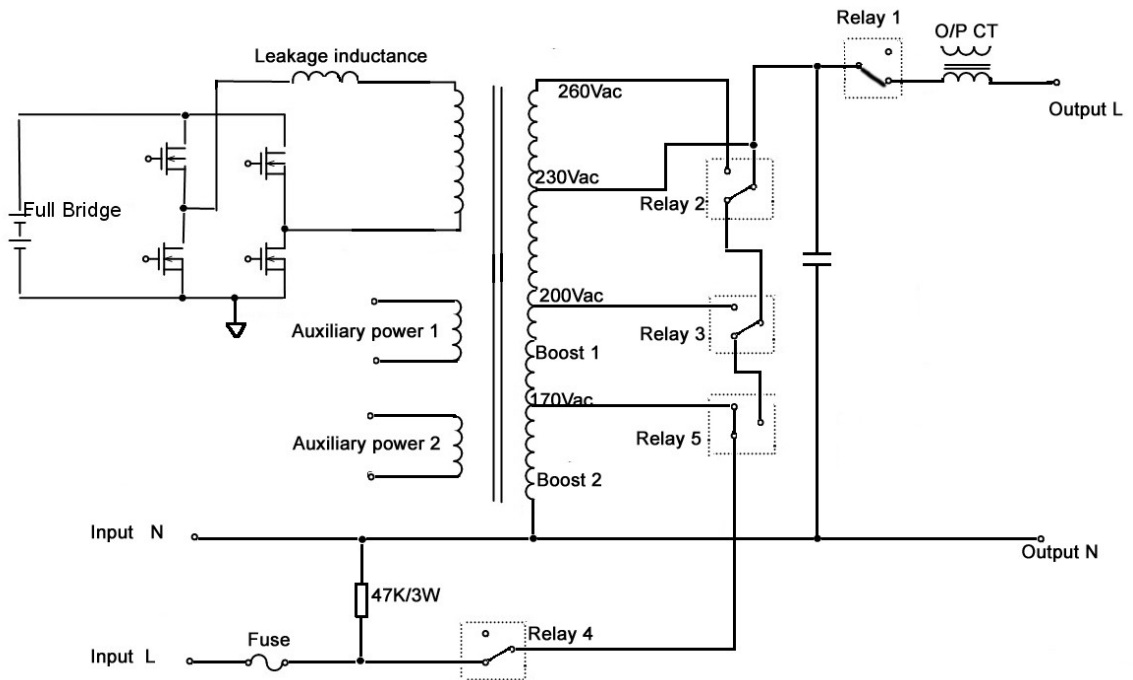 Relay 1
O/P CT
Leakage inductance
260Vac
Output L
230Vac
Relay 2
Full Bridge
200Vac
Auxiliary power 1
Relay 3
Boost 1
170Vac
Auxiliary power 2
Relay 5
Boost 2
Input N
Output N
47K/3W
Relay 4
Fuse
Input L